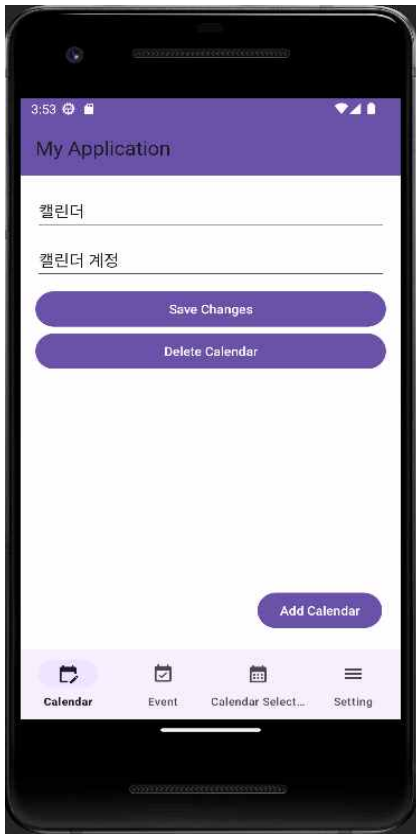 3:53
My Application
캘린더
캘린더 계정
Save Changes
Delete Calendar
Add Calendar
Calendar Event Calendar Select... Setting